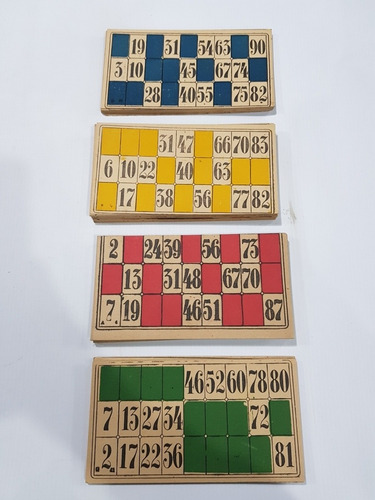 19 31 54 63 90
3 10 45 67 74
28 40 55 75 82
31 47 66 70 83
6 10 22 40 63
17 38 56 77 82
2 24 39 56 73
13 31 48 67 70
.7. 19 46 51 87
46 52 60 78 80
7 13 27 34 72
.2. 17 22 36 81